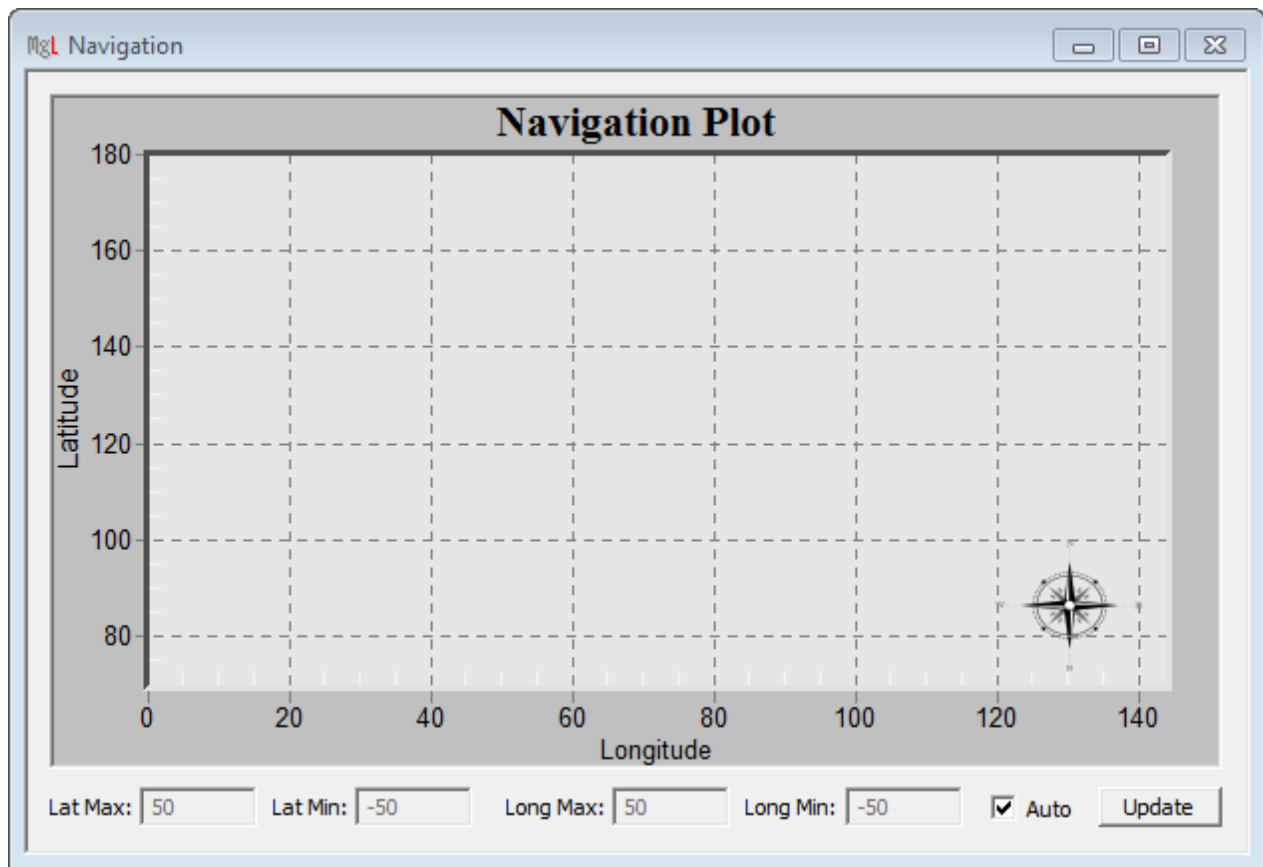 MgL Navigation
Navigation Plot
180
160
140
120
100
80
Latitude
0 20 40 60 80 100 120 140
Longitude
Lat Max: 50 Lat Min: -50 Long Max: 50 Long Min: -50 Auto Update